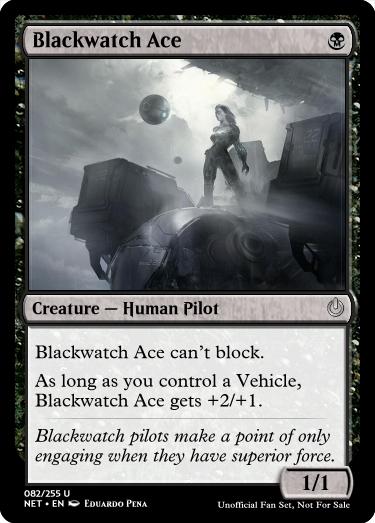 Blackwatch Ace
Creature — Human Pilot
Blackwatch Ace can't block.
As long as you control a Vehicle,
Blackwatch Ace gets +2/+1.
Blackwatch pilots make a point of only
engaging when they have superior force.
1/1
082/255 U
NET • EN Eduardo Pena
Unofficial Fan Set, Not For Sale